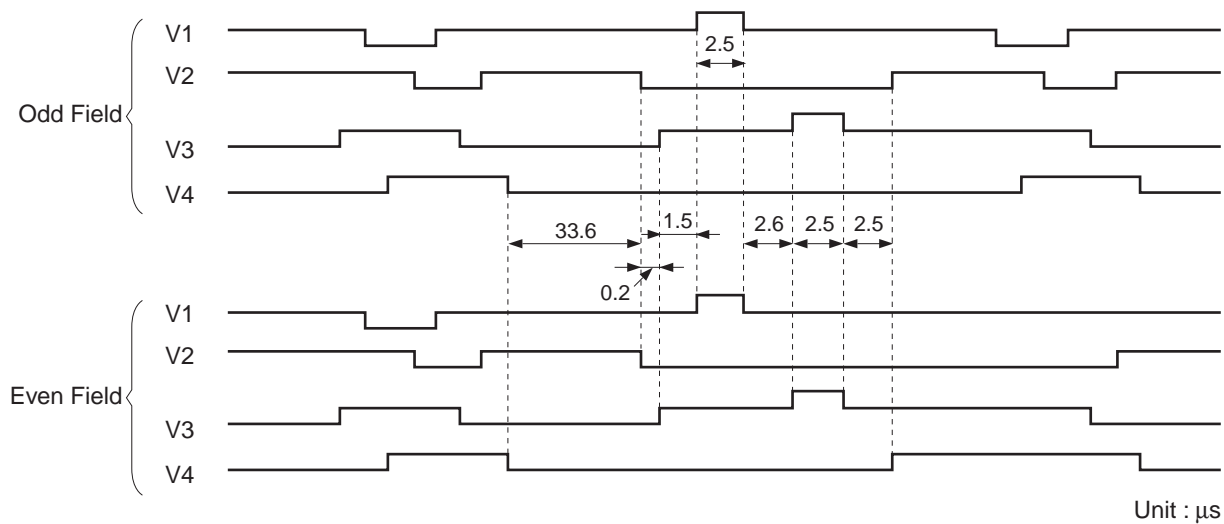 V1
2.5
V2
Odd Field
V3
V4
33.6
1.5
2.6
2.5
2.5
0.2
V1
V2
Even Field
V3
V4
Unit : μs